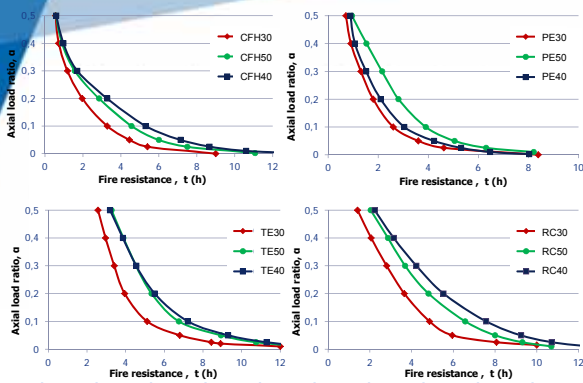 Axial load ratio, α
0,5
0,4
0,3
0,2
0,1
0
CFH30
CFH50
CFH40
0 2 4 6 8 10 12
Fire resistance , t (h)
Axial load ratio, α
0,5
0,4
0,3
0,2
0,1
0
PE30
PE50
PE40
0 2 4 6 8 10
Fire resistance , t (h)
Axial load ratio, α
0,5
0,4
0,3
0,2
0,1
0
TE30
TE50
TE40
0 2 4 6 8 10 12
Fire resistance , t (h)
Axial load ratio, α
0,5
0,4
0,3
0,2
0,1
0
RC30
RC50
RC40
0 2 4 6 8 10 12
Fire resistance , t (h)